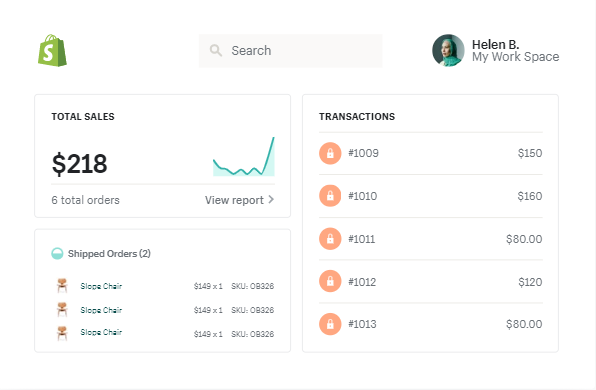 S
Search
Helen B.
My Work Space
TOTAL SALES
$218
6 total orders
View report
Shipped Orders (2)
Slope Chair $149 x 1 SKU: OB326
Slope Chair $149 x 1 SKU: OB326
Slope Chair $149 x 1 SKU: OB326
TRANSACTIONS
#1009 $150
#1010 $160
#1011 $80.00
#1012 $120
#1013 $80.00